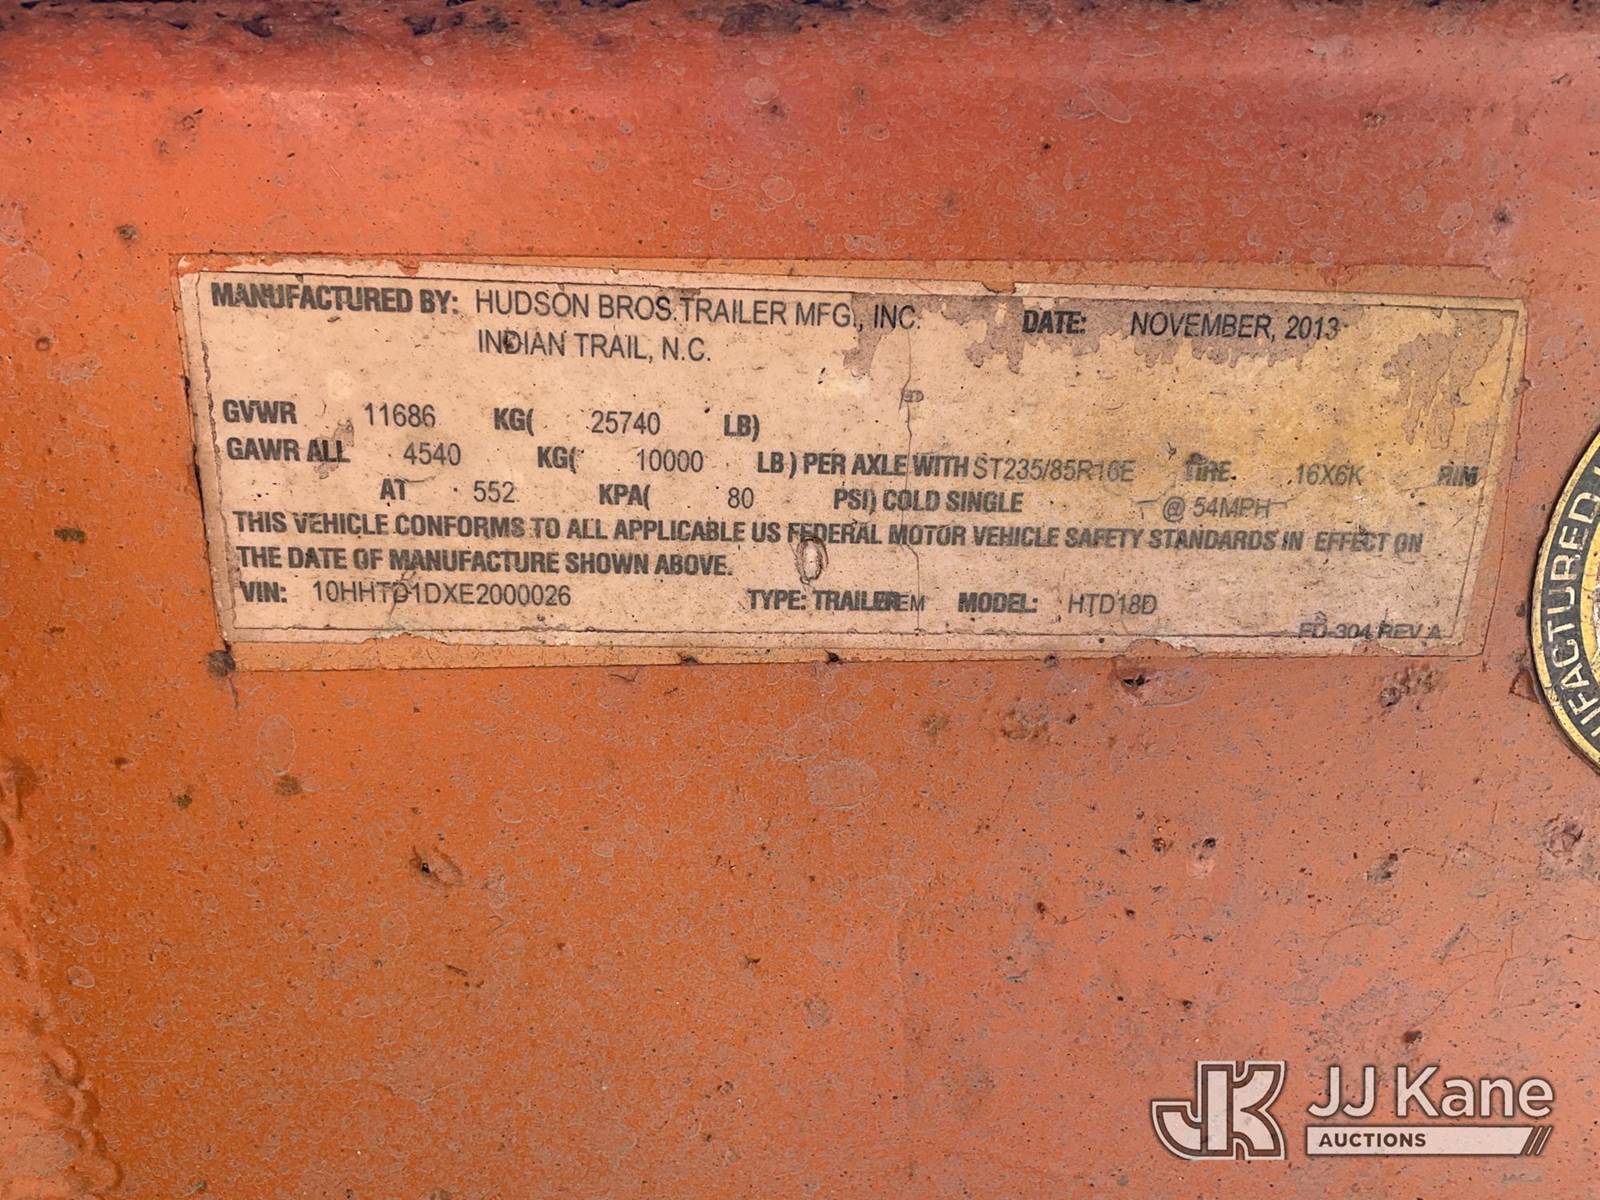 MANUFACTURED BY: HUDSON BROS. TRAILER MFG., INC. DATE: NOVEMBER, 2013
INDIAN TRAIL, N.C.
GVWR 11686 KG( 25740 LB)
GAWR ALL 4540 KG( 10000 LB ) PER AXLE WITH ST235/85R16E TIRE. 16X6K RIM
AT 552 KPA( 80 PSI) COLD SINGLE @ 54MPH
THIS VEHICLE CONFORMS TO ALL APPLICABLE US FEDERAL MOTOR VEHICLE SAFETY STANDARDS IN EFFECT ON
THE DATE OF MANUFACTURE SHOWN ABOVE.
VIN: 10HHTD1DXE2000026 TYPE: TRAILER MODEL: HTD18D
FD-304 REV A
JJ Kane
AUCTIONS